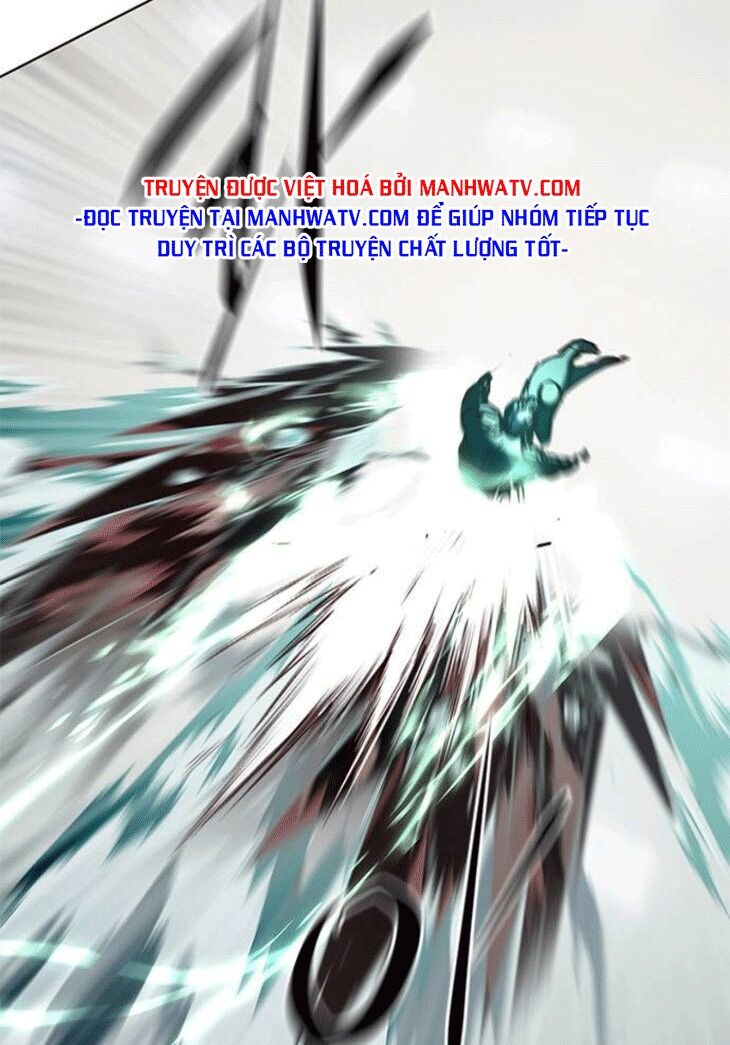 TRUYỆN ĐƯỢC VIỆT HOÁ BỞI MANHWATV.COM
-ĐỌC TRUYỆN TẠI MANHWATV.COM ĐỂ GIÚP NHÓM TIẾP TỤC
DUY TRÌ CÁC BỘ TRUYỆN CHẤT LƯỢNG TỐT-